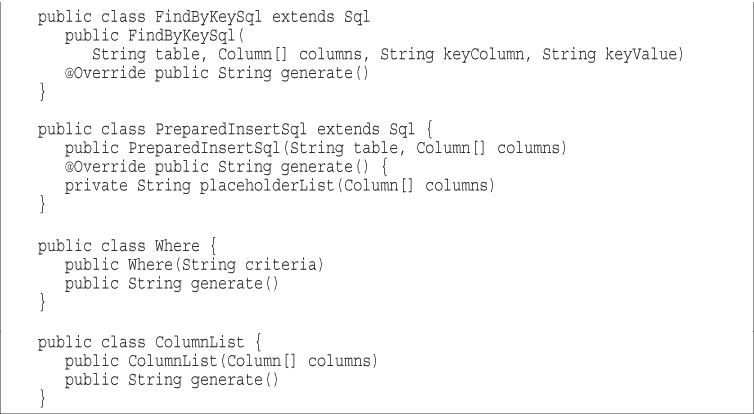 public class FindByKeySql extends Sql
   public FindByKeySql(
      String table, Column[] columns, String keyColumn, String keyValue)
   @Override public String generate()
}

public class PreparedInsertSql extends Sql {
   public PreparedInsertSql(String table, Column[] columns)
   @Override public String generate() {
   private String placeholderList(Column[] columns)
}

public class Where {
   public Where(String criteria)
   public String generate()
}

public class ColumnList {
   public ColumnList(Column[] columns)
   public String generate()
}